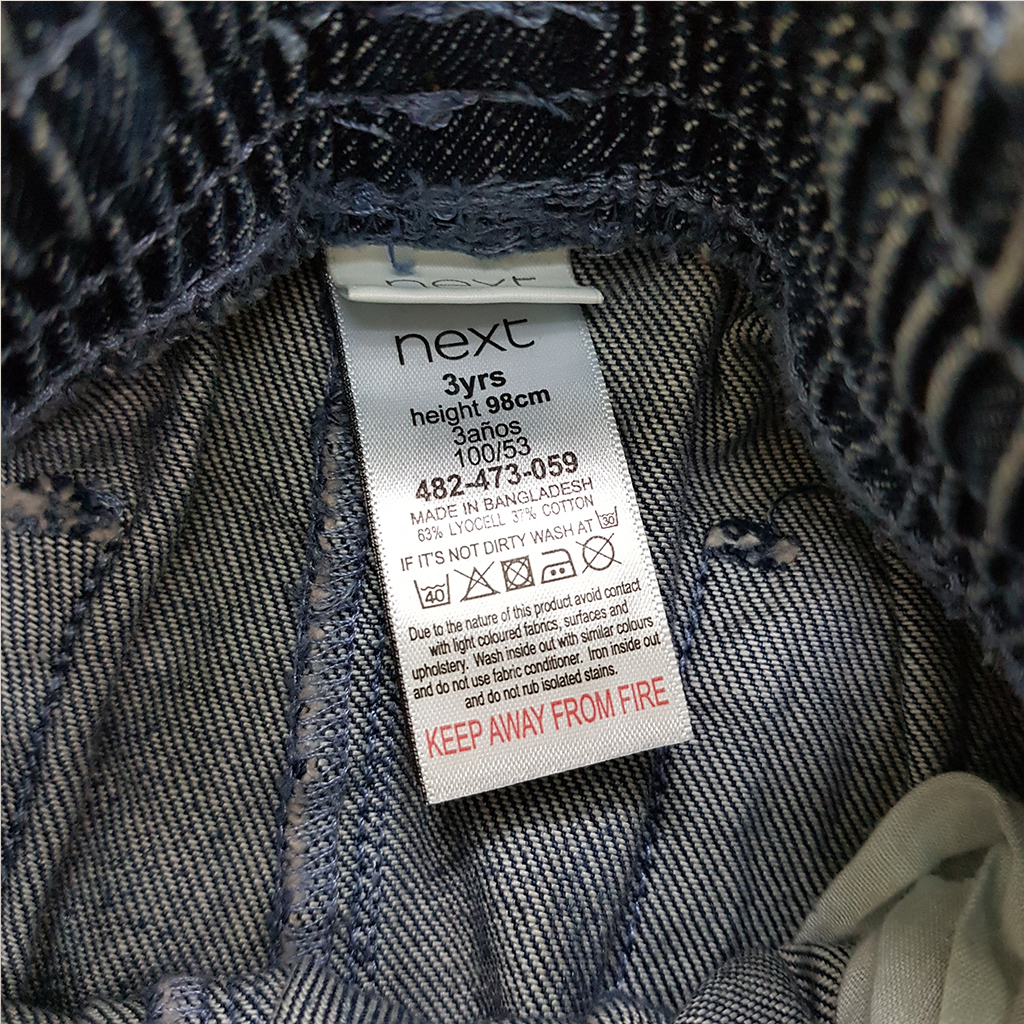 next
next
3yrs
height 98cm
3años
100/53
482-473-059
MADE IN BANGLADESH
63% LYOCELL 37% COTTON
IF IT'S NOT DIRTY WASH AT 30
40
Due to the nature of this product avoid contact
with light coloured fabrics, surfaces and
upholstery. Wash inside out with similar colours
and do not use fabric conditioner. Iron inside out
and do not rub isolated stains.
KEEP AWAY FROM FIRE